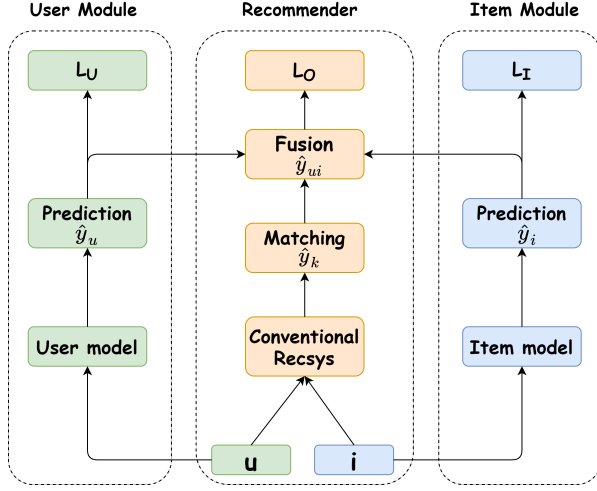 User Module
Recommender
Item Module
L_U
L_O
L_I
Fusion
ŷ_ui
Prediction
ŷ_u
Matching
ŷ_k
Prediction
ŷ_i
User model
Conventional
Recsys
Item model
u
i